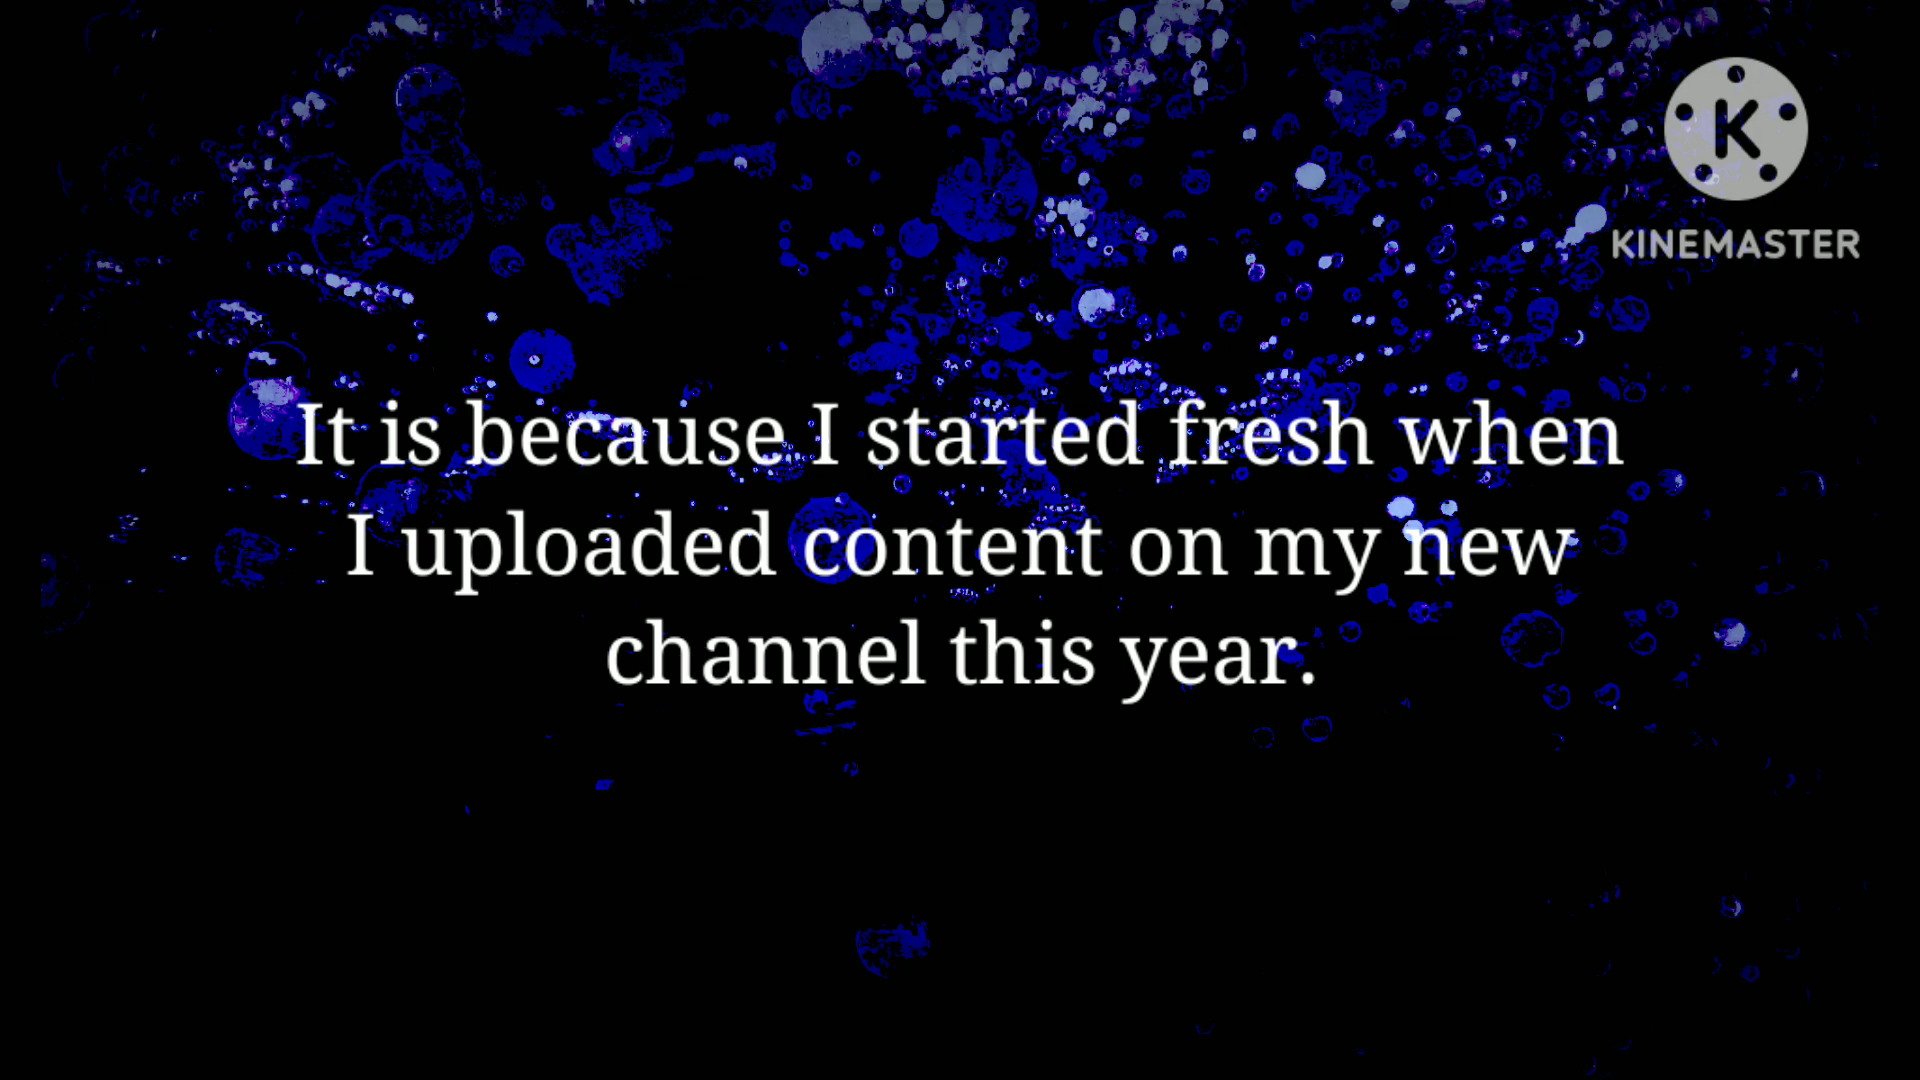 K
KINEMASTER
It is because I started fresh when
I uploaded content on my new
channel this year.